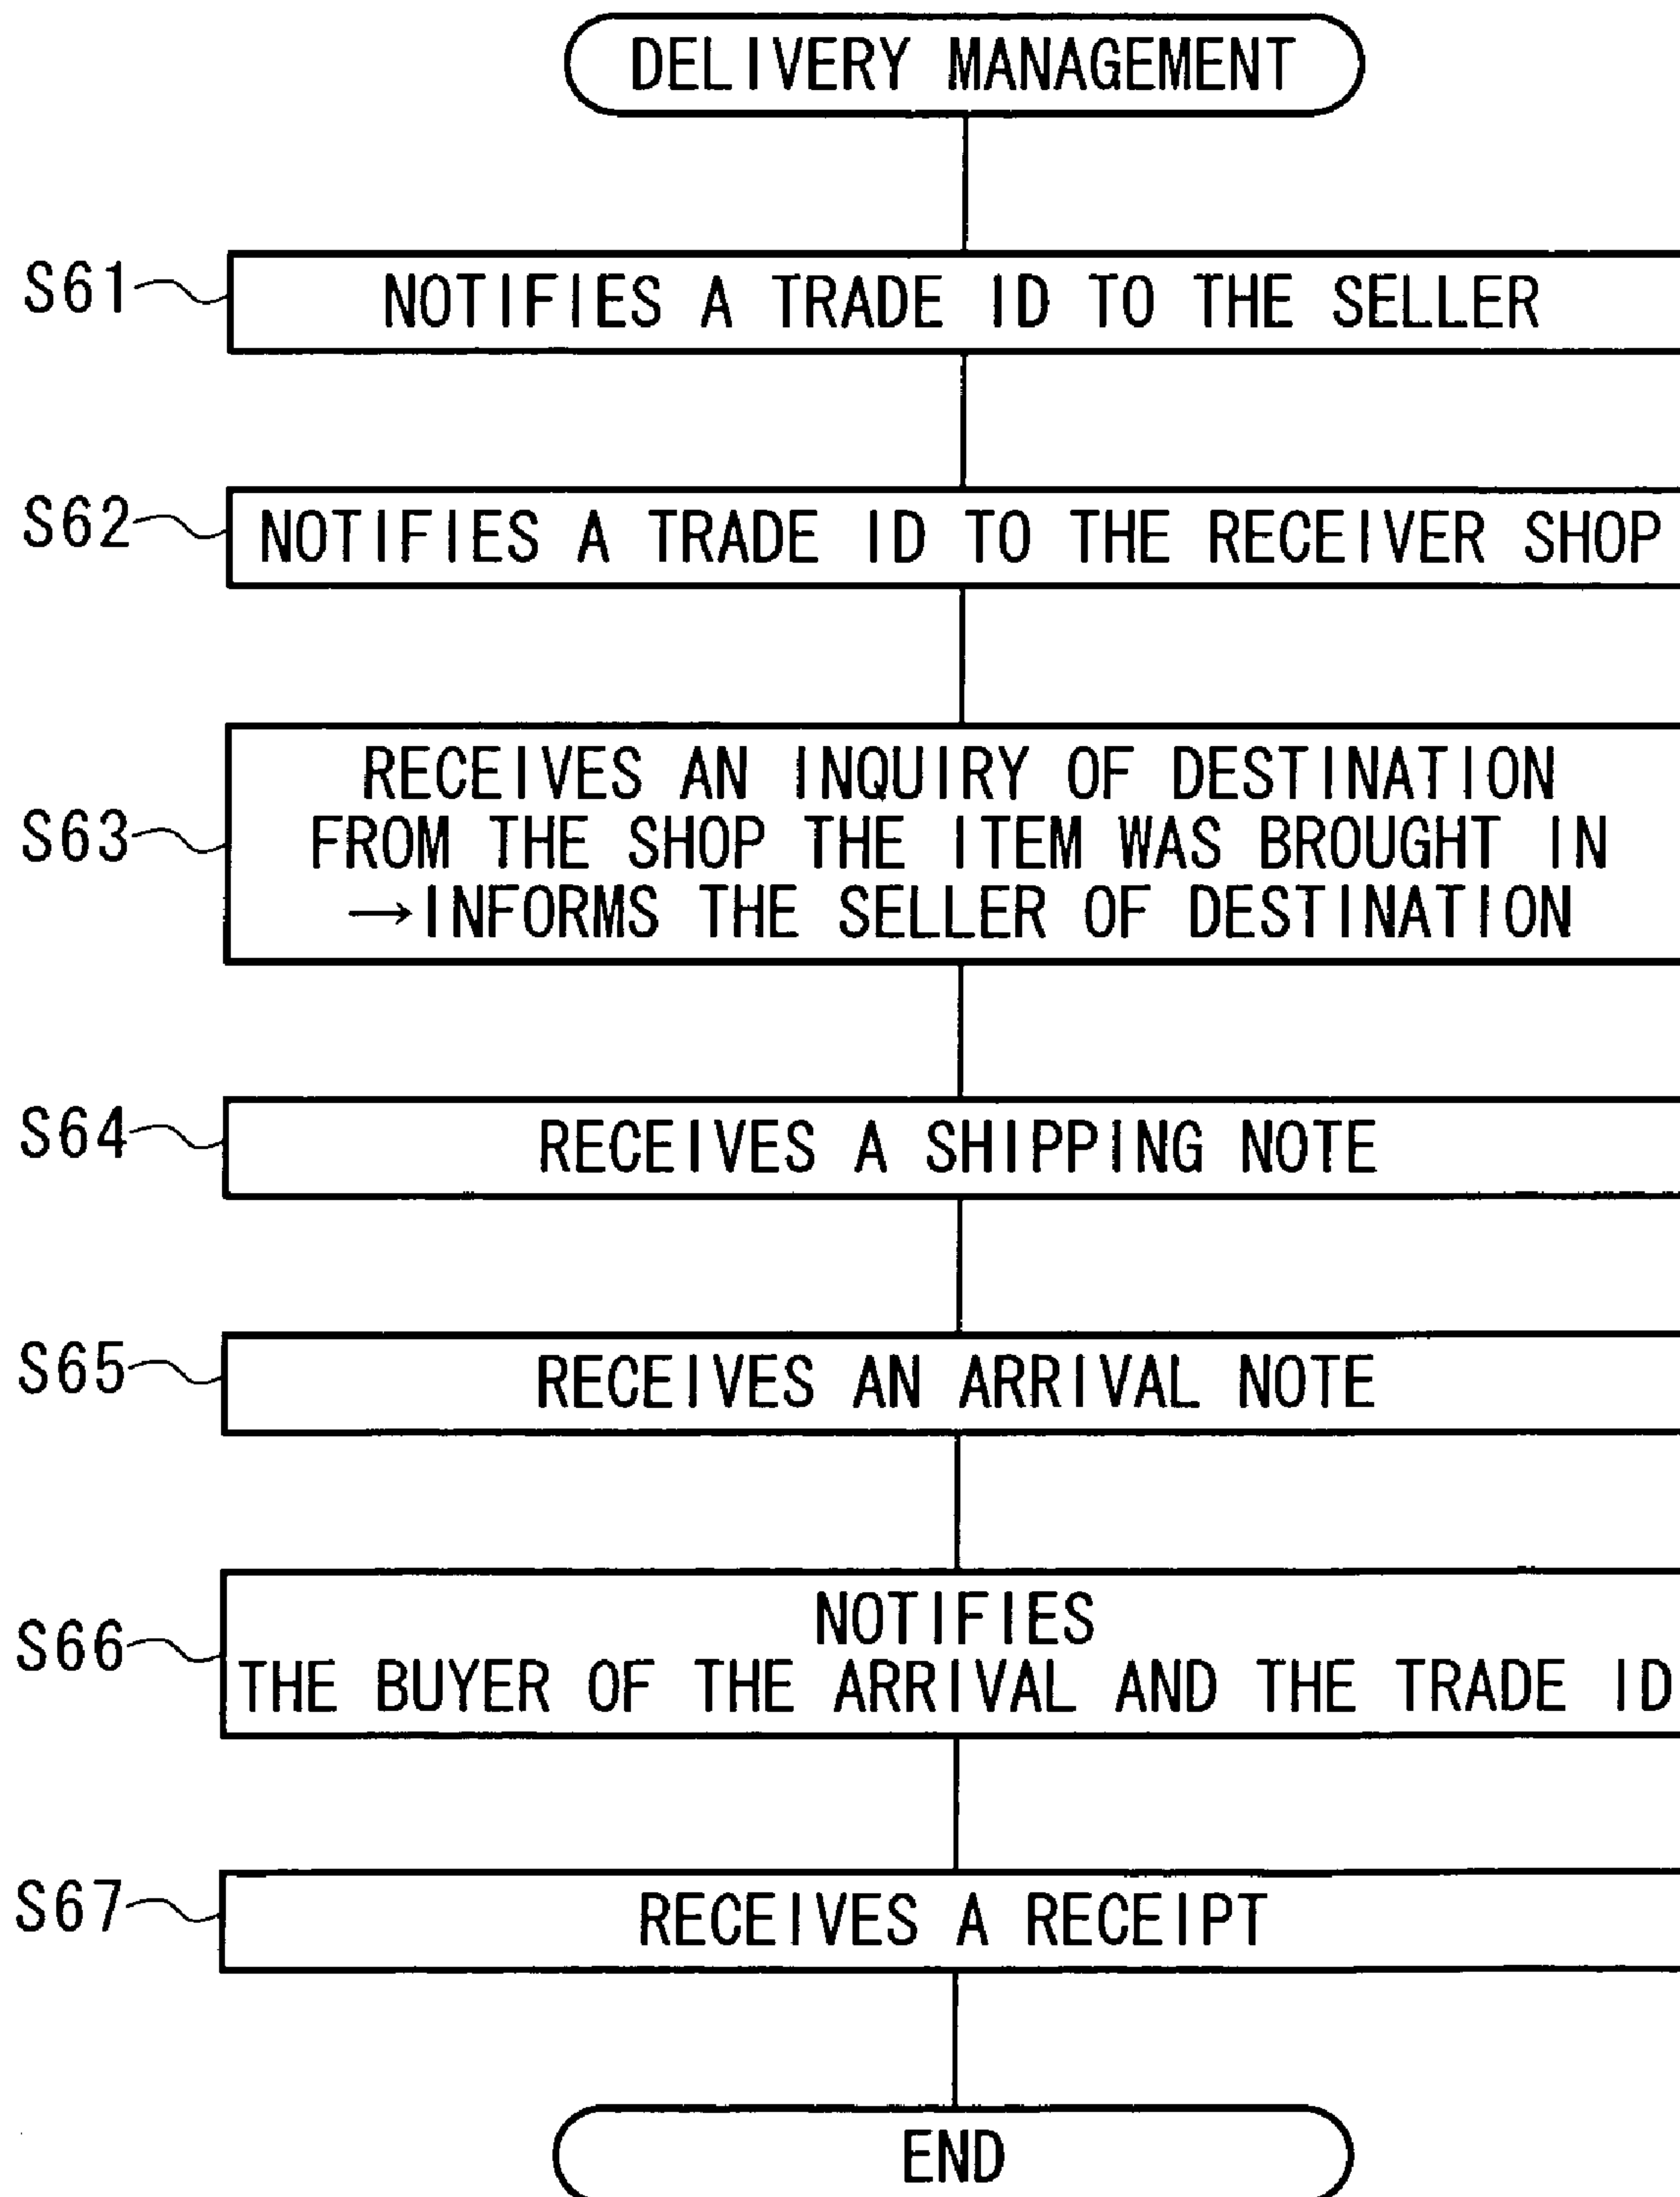 DELIVERY MANAGEMENT
S61
NOTIFIES A TRADE ID TO THE SELLER
S62
NOTIFIES A TRADE ID TO THE RECEIVER SHOP
S63
RECEIVES AN INQUIRY OF DESTINATION
FROM THE SHOP THE ITEM WAS BROUGHT IN
→INFORMS THE SELLER OF DESTINATION
S64
RECEIVES A SHIPPING NOTE
S65
RECEIVES AN ARRIVAL NOTE
S66
NOTIFIES
THE BUYER OF THE ARRIVAL AND THE TRADE ID
S67
RECEIVES A RECEIPT
END